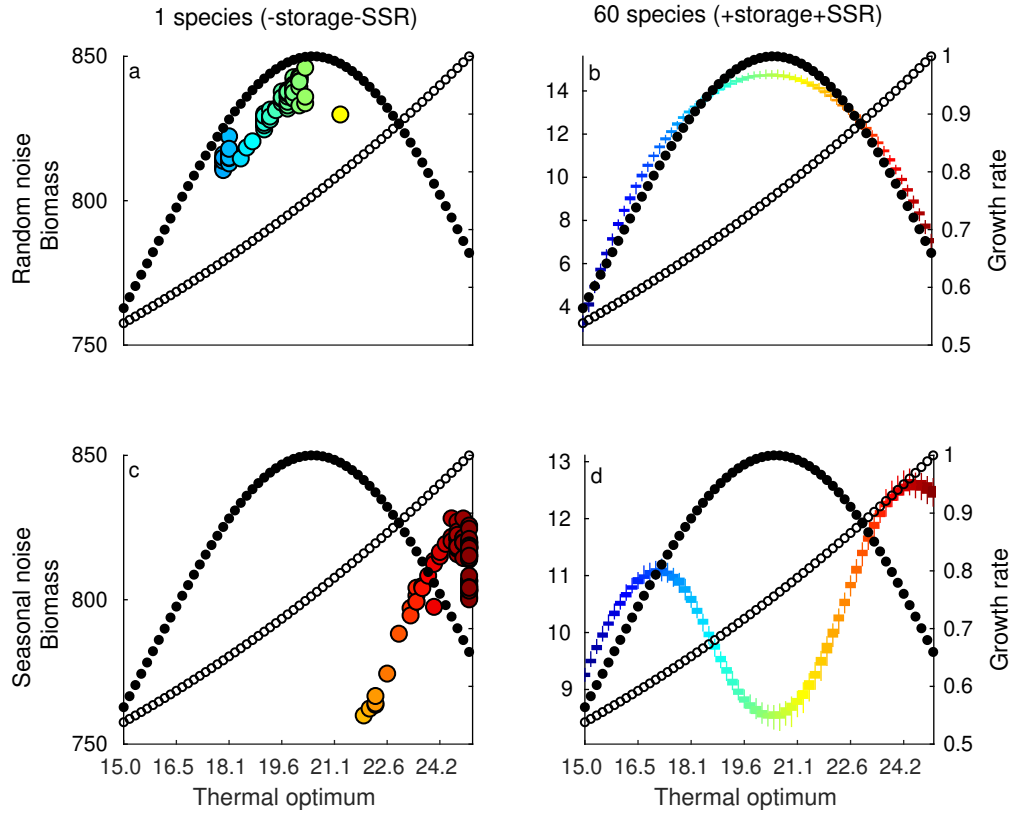 1 species (-storage-SSR)
60 species (+storage+SSR)
Random noise
Biomass
850
800
750
a
14
12
10
8
6
4
b
1
0.9
0.8
0.7
0.6
0.5
Growth rate
Seasonal noise
Biomass
850
800
750
c
15.0 16.5 18.1 19.6 21.1 22.6 24.2
Thermal optimum
13
12
11
10
9
d
1
0.9
0.8
0.7
0.6
0.5
Growth rate
15.0 16.5 18.1 19.6 21.1 22.6 24.2
Thermal optimum